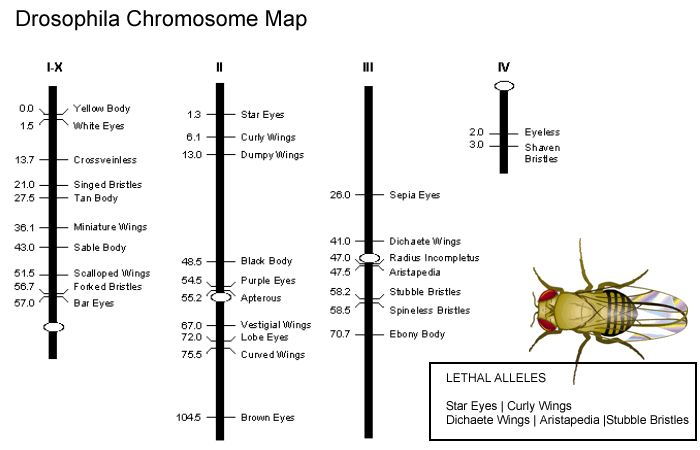 Drosophila Chromosome Map
I-X
0.0 Yellow Body
1.5 White Eyes
13.7 Crossveinless
21.0 Singed Bristles
27.5 Tan Body
36.1 Miniature Wings
43.0 Sable Body
51.5 Scalloped Wings
56.7 Forked Bristles
57.0 Bar Eyes
II
1.3 Star Eyes
6.1 Curly Wings
13.0 Dumpy Wings
48.5 Black Body
54.5 Purple Eyes
55.2 Apterous
67.0 Vestigial Wings
72.0 Lobe Eyes
75.5 Curved Wings
104.5 Brown Eyes
III
26.0 Sepia Eyes
41.0 Dichaete Wings
47.0 Radius Incompletus
47.5 Aristapedia
58.2 Stubble Bristles
58.5 Spineless Bristles
70.7 Ebony Body
IV
2.0 Eyeless
3.0 Shaven
Bristles
LETHAL ALLELES
Star Eyes | Curly Wings
Dichaete Wings | Aristapedia |Stubble Bristles